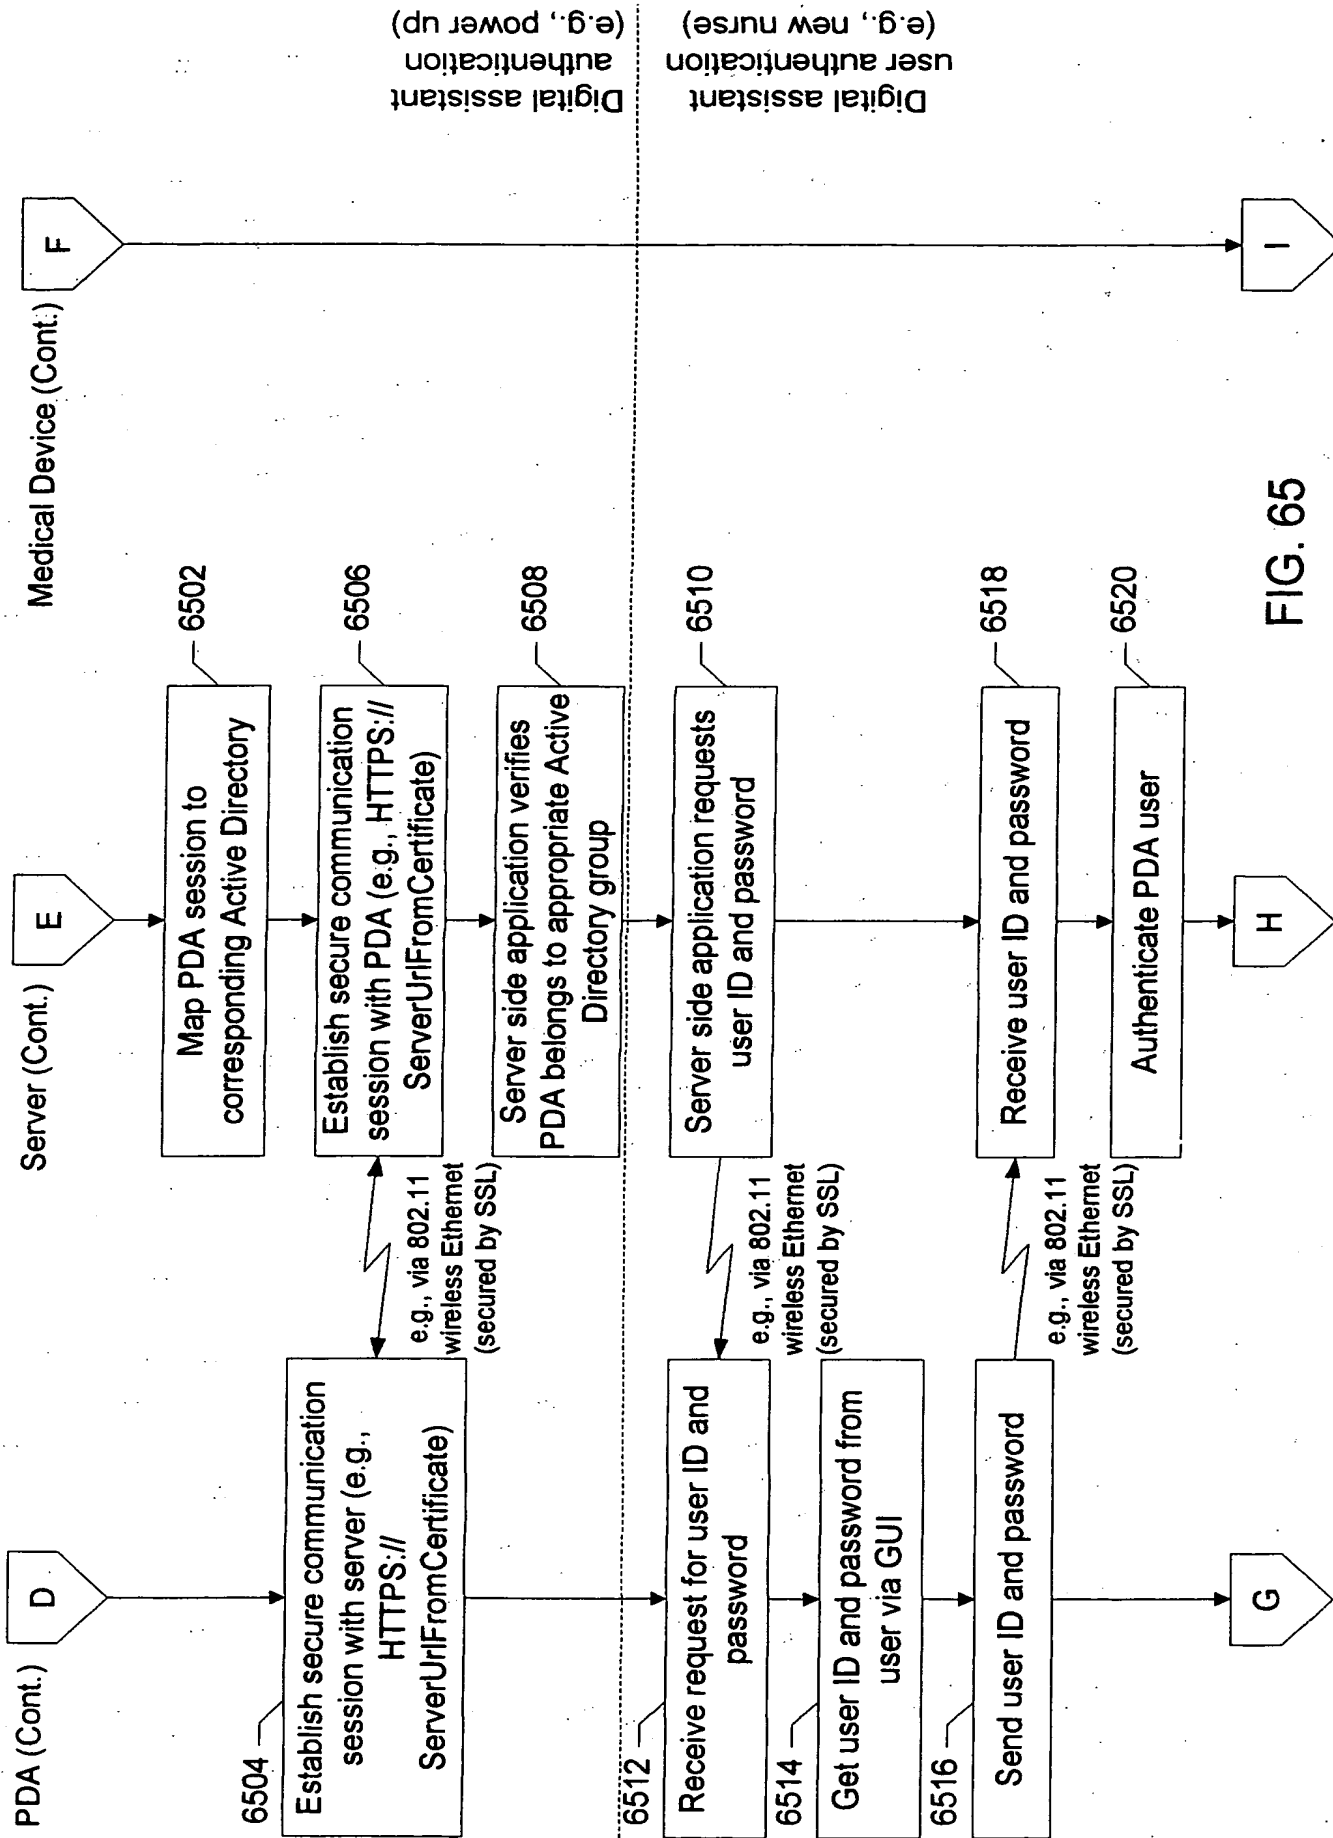 PDA (Cont.)
D
6504
Establish secure communication
session with server (e.g.,
HTTPS://
ServerUrlFromCertificate)
6512
Receive request for user ID and
password
6514
Get user ID and password from
user via GUI
6516
Send user ID and password
G
e.g., via 802.11
wireless Ethernet
(secured by SSL)
e.g., via 802.11
wireless Ethernet
(secured by SSL)
e.g., via 802.11
wireless Ethernet
(secured by SSL)
Server (Cont.)
E
Map PDA session to
corresponding Active Directory
6502
Establish secure communication
session with PDA (e.g., HTTPS://
ServerUrlFromCertificate)
6506
Server side application verifies
PDA belongs to appropriate Active
Directory group
6508
Server side application requests
user ID and password
6510
Receive user ID and password
6518
Authenticate PDA user
6520
H
Medical Device (Cont.)
F
I
Digital assistant
authentication
(e.g., power up)
Digital assistant
user authentication
(e.g., new nurse)
FIG. 65